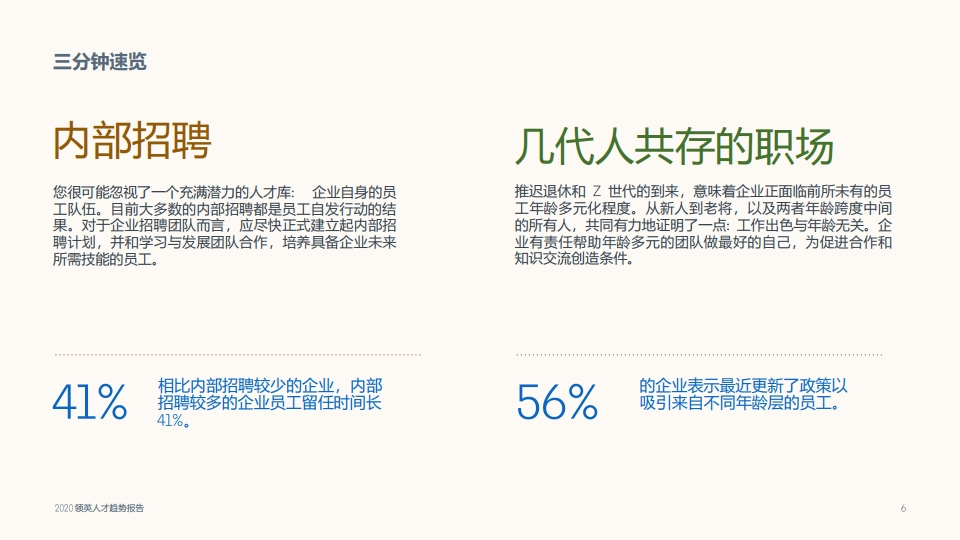 三分钟速览
内部招聘
您很可能忽视了一个充满潜力的人才库： 企业自身的员
工队伍。目前大多数的内部招聘都是员工自发行动的结
果。对于企业招聘团队而言，应尽快正式建立起内部招
聘计划，并和学习与发展团队合作，培养具备企业未来
所需技能的员工。
41%
相比内部招聘较少的企业，内部
招聘较多的企业员工留任时间长
41%。
几代人共存的职场
推迟退休和 Z 世代的到来，意味着企业正面临前所未有的员
工年龄多元化程度。从新人到老将，以及两者年龄跨度中间
的所有人，共同有力地证明了一点：工作出色与年龄无关。企
业有责任帮助年龄多元的团队做最好的自己，为促进合作和
知识交流创造条件。
56%
的企业表示最近更新了政策以
吸引来自不同年龄层的员工。
2020 领英人才趋势报告
6